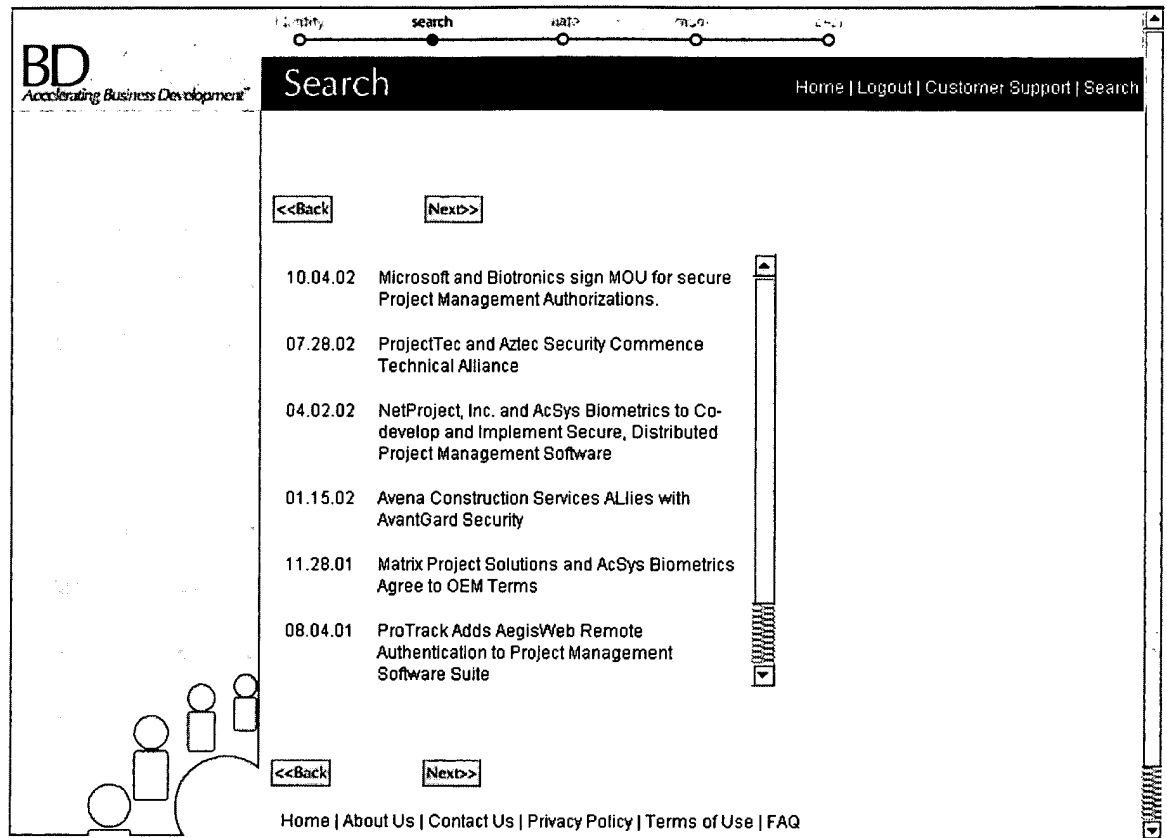 search
BD
Accelerating Business Development™
Search
Home | Logout | Customer Support | Search
<<Back Next>>
10.04.02 Microsoft and Biotronics sign MOU for secure
Project Management Authorizations.
07.28.02 ProjectTec and Aztec Security Commence
Technical Alliance
04.02.02 NetProject, Inc. and AcSys Biometrics to Co-
develop and Implement Secure, Distributed
Project Management Software
01.15.02 Avena Construction Services ALlies with
AvantGard Security
11.28.01 Matrix Project Solutions and AcSys Biometrics
Agree to OEM Terms
08.04.01 ProTrack Adds AegisWeb Remote
Authentication to Project Management
Software Suite
<<Back Next>>
Home | About Us | Contact Us | Privacy Policy | Terms of Use | FAQ